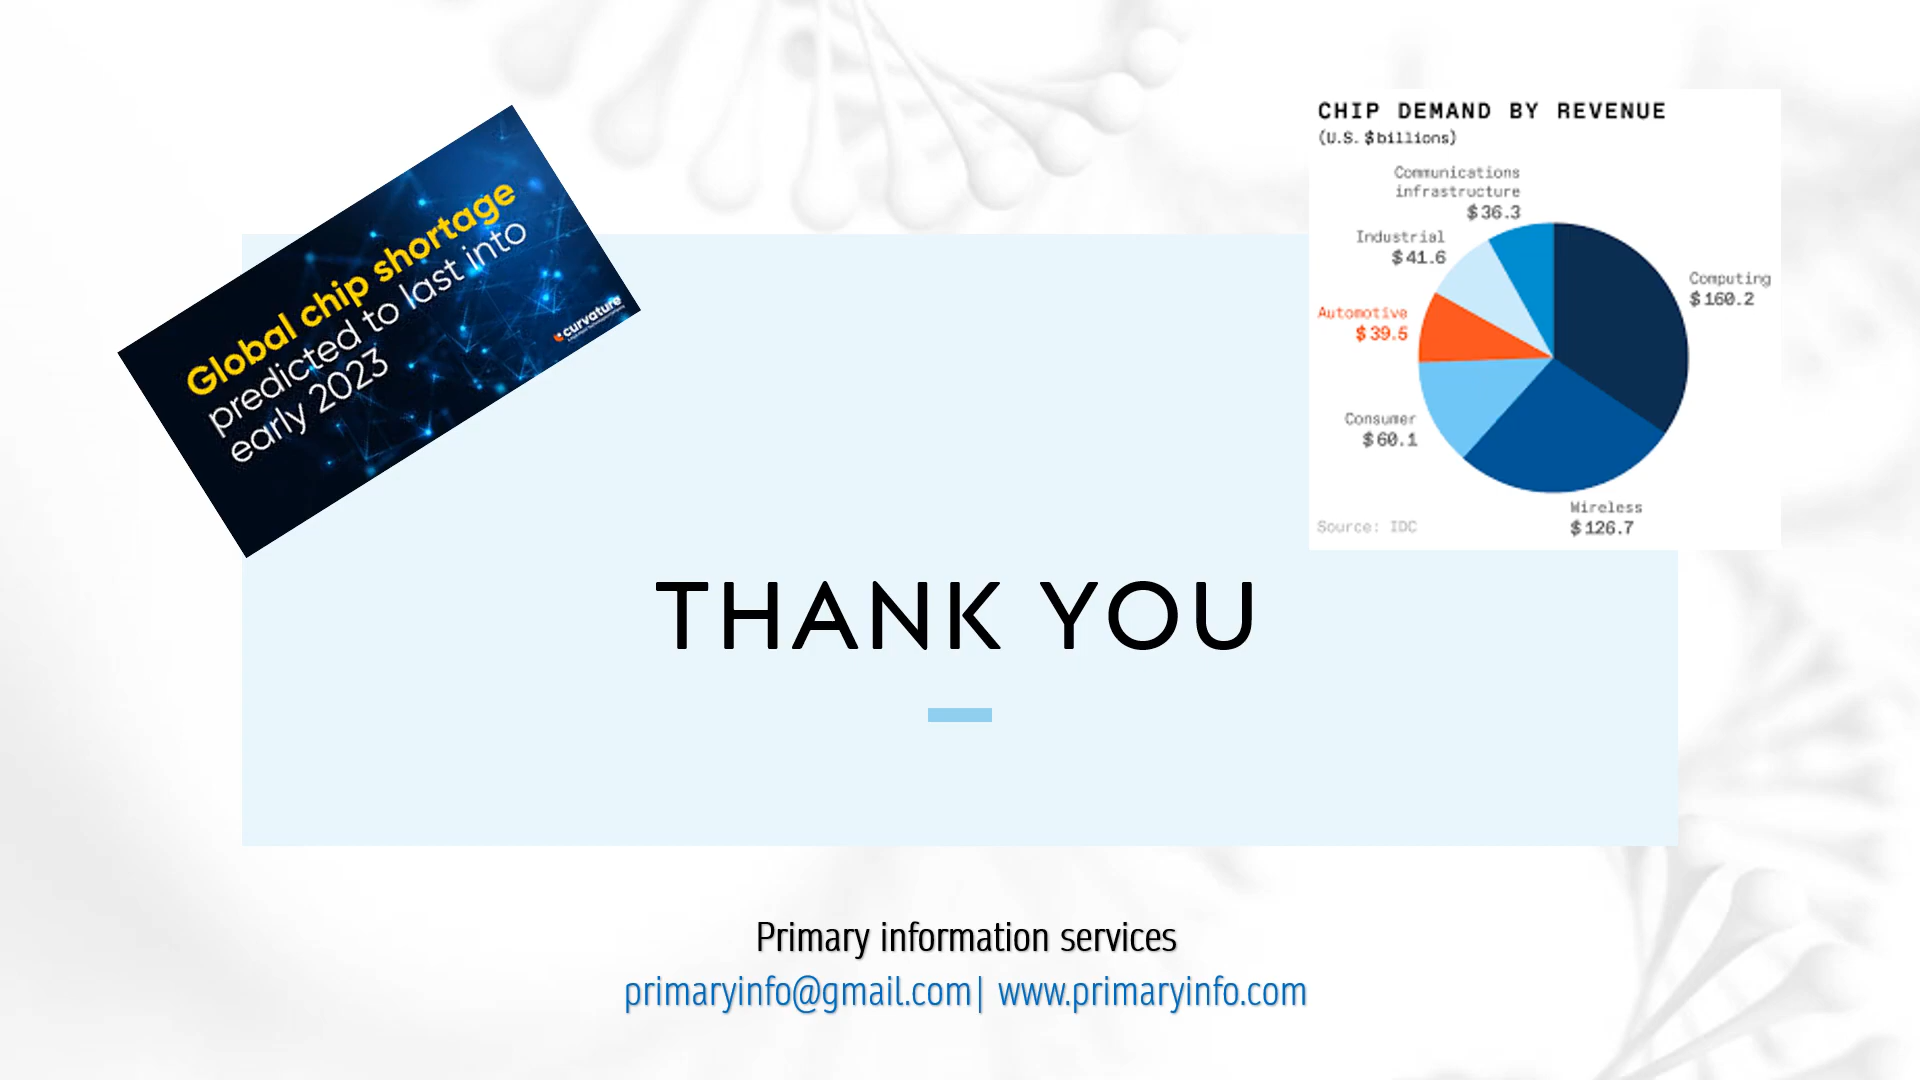 Global chip shortage
predicted to last into
early 2023
curvature
CHIP DEMAND BY REVENUE
(U.S. $billions)
Communications
infrastructure
$36.3
Industrial
$41.6
Computing
$160.2
Automotive
$39.5
Consumer
$60.1
Wireless
$126.7
Source: IDC
THANK YOU
Primary information services
primaryinfo@gmail.com| www.primaryinfo.com